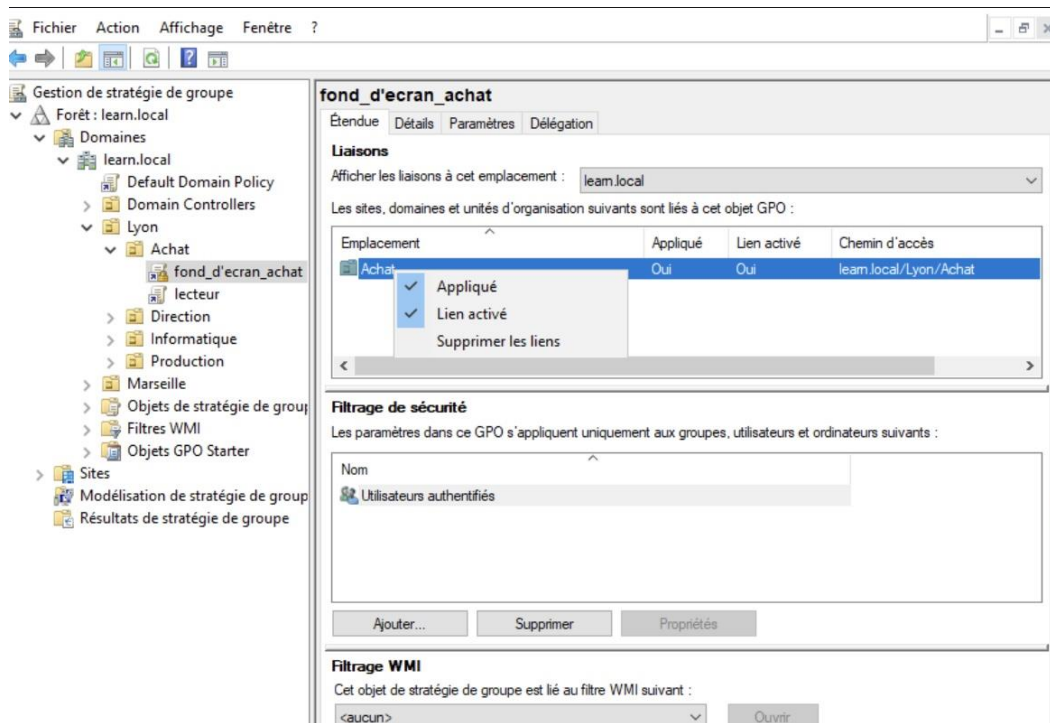 Fichier Action Affichage Fenêtre ?
Gestion de stratégie de groupe
Forêt : learn.local
Domaines
learn.local
Default Domain Policy
Domain Controllers
Lyon
Achat
fond_d'ecran_achat
lecteur
Direction
Informatique
Production
Marseille
Objets de stratégie de group
Filtres WMI
Objets GPO Starter
Sites
Modélisation de stratégie de group
Résultats de stratégie de groupe
fond_d'ecran_achat
Étendue Détails Paramètres Délégation
Liaisons
Afficher les liaisons à cet emplacement : learn.local
Les sites, domaines et unités d'organisation suivants sont liés à cet objet GPO :
Emplacement Appliqué Lien activé Chemin d'accès
Achat Oui Oui learn.local/Lyon/Achat
Appliqué
Lien activé
Supprimer les liens
Filtrage de sécurité
Les paramètres dans ce GPO s'appliquent uniquement aux groupes, utilisateurs et ordinateurs suivants :
Nom
Utilisateurs authentifiés
Ajouter... Supprimer Propriétés
Filtrage WMI
Cet objet de stratégie de groupe est lié au filtre WMI suivant :
<aucun> Ouvrir